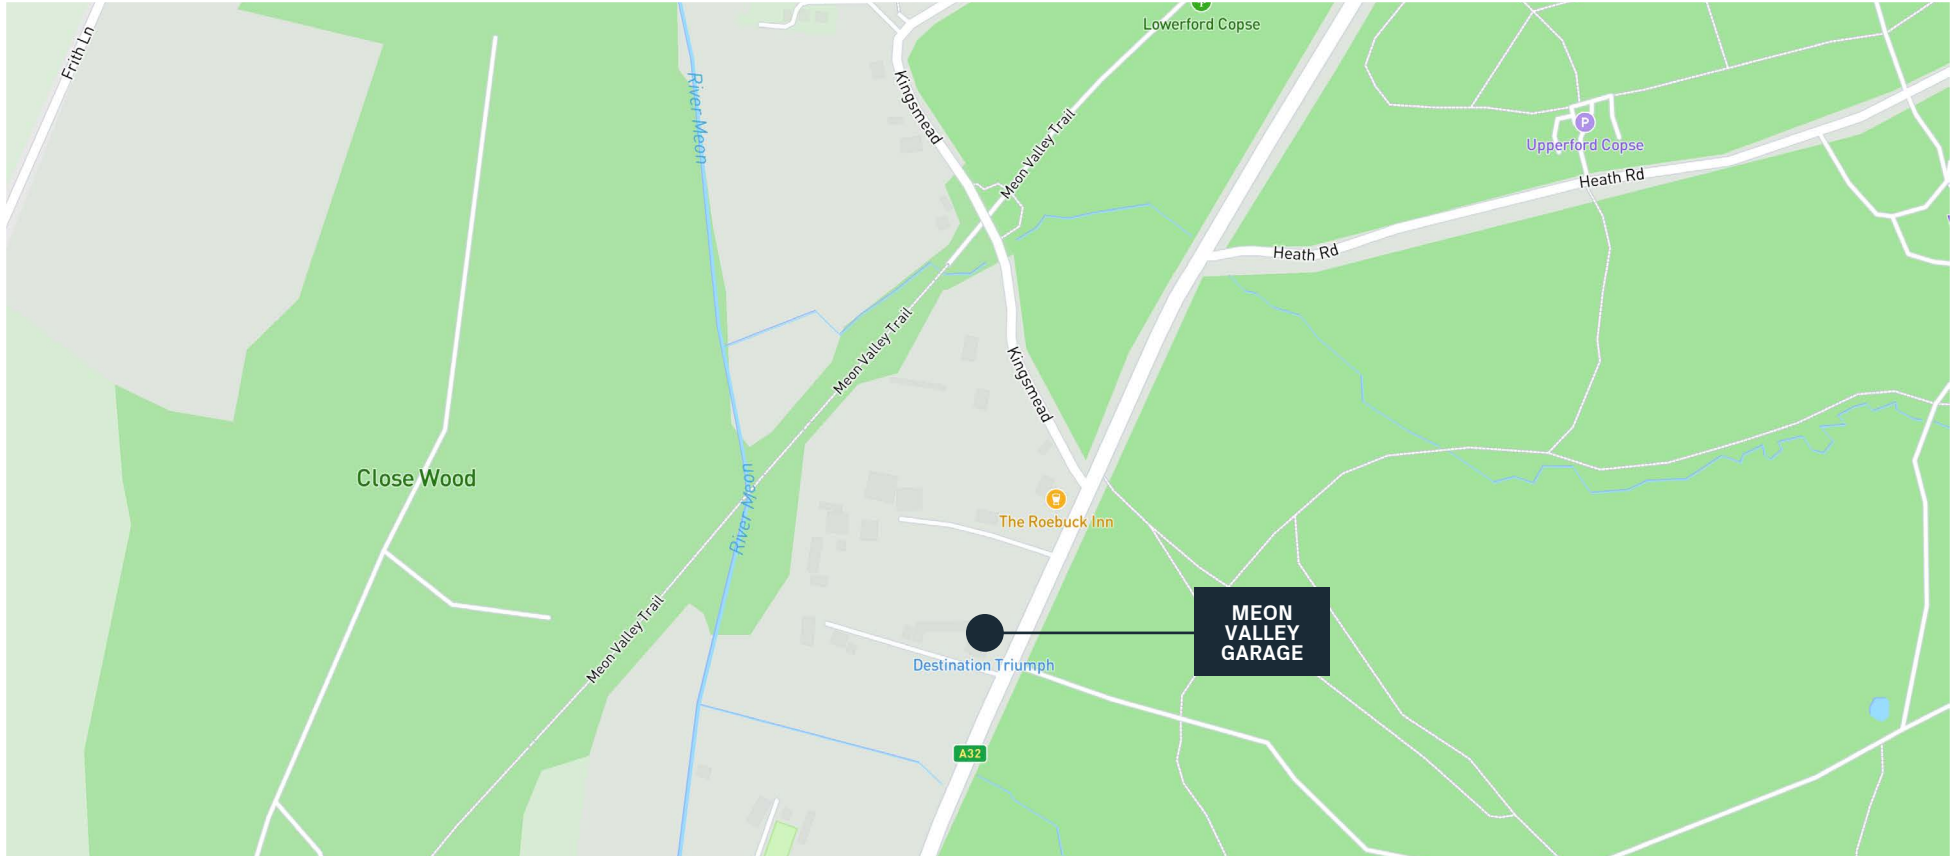 Lowerford Copse
Frith Ln
River Meon
Kingsmead
Meon Valley Trail
Upperford Copse
Heath Rd
Heath Rd
Meon Valley Trail
Kingsmead
Close Wood
River Meon
The Roebuck Inn
MEON
VALLEY
GARAGE
Meon Valley Trail
Destination Triumph
A32
P